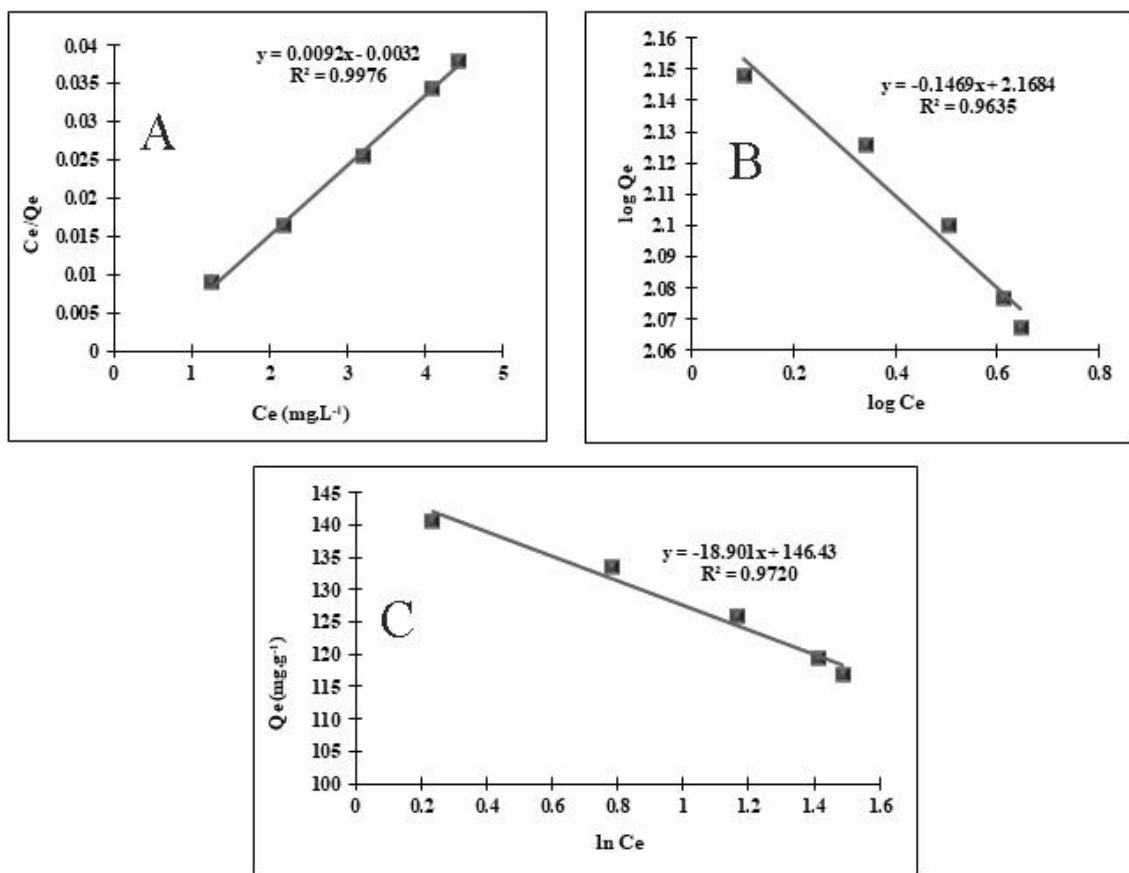 A
y = 0.0092x - 0.0032
R² = 0.9976
Ce/Qe
0.04
0.035
0.03
0.025
0.02
0.015
0.01
0.005
0
0 1 2 3 4 5
Ce (mg.L⁻¹)
B
y = -0.1469x + 2.1684
R² = 0.9635
log Qe
2.16
2.15
2.14
2.13
2.12
2.11
2.1
2.09
2.08
2.07
2.06
0 0.2 0.4 0.6 0.8
log Ce
C
y = -18.901x + 146.43
R² = 0.9720
Qe (mg.g⁻¹)
145
140
135
130
125
120
115
110
105
100
0 0.2 0.4 0.6 0.8 1 1.2 1.4 1.6
ln Ce